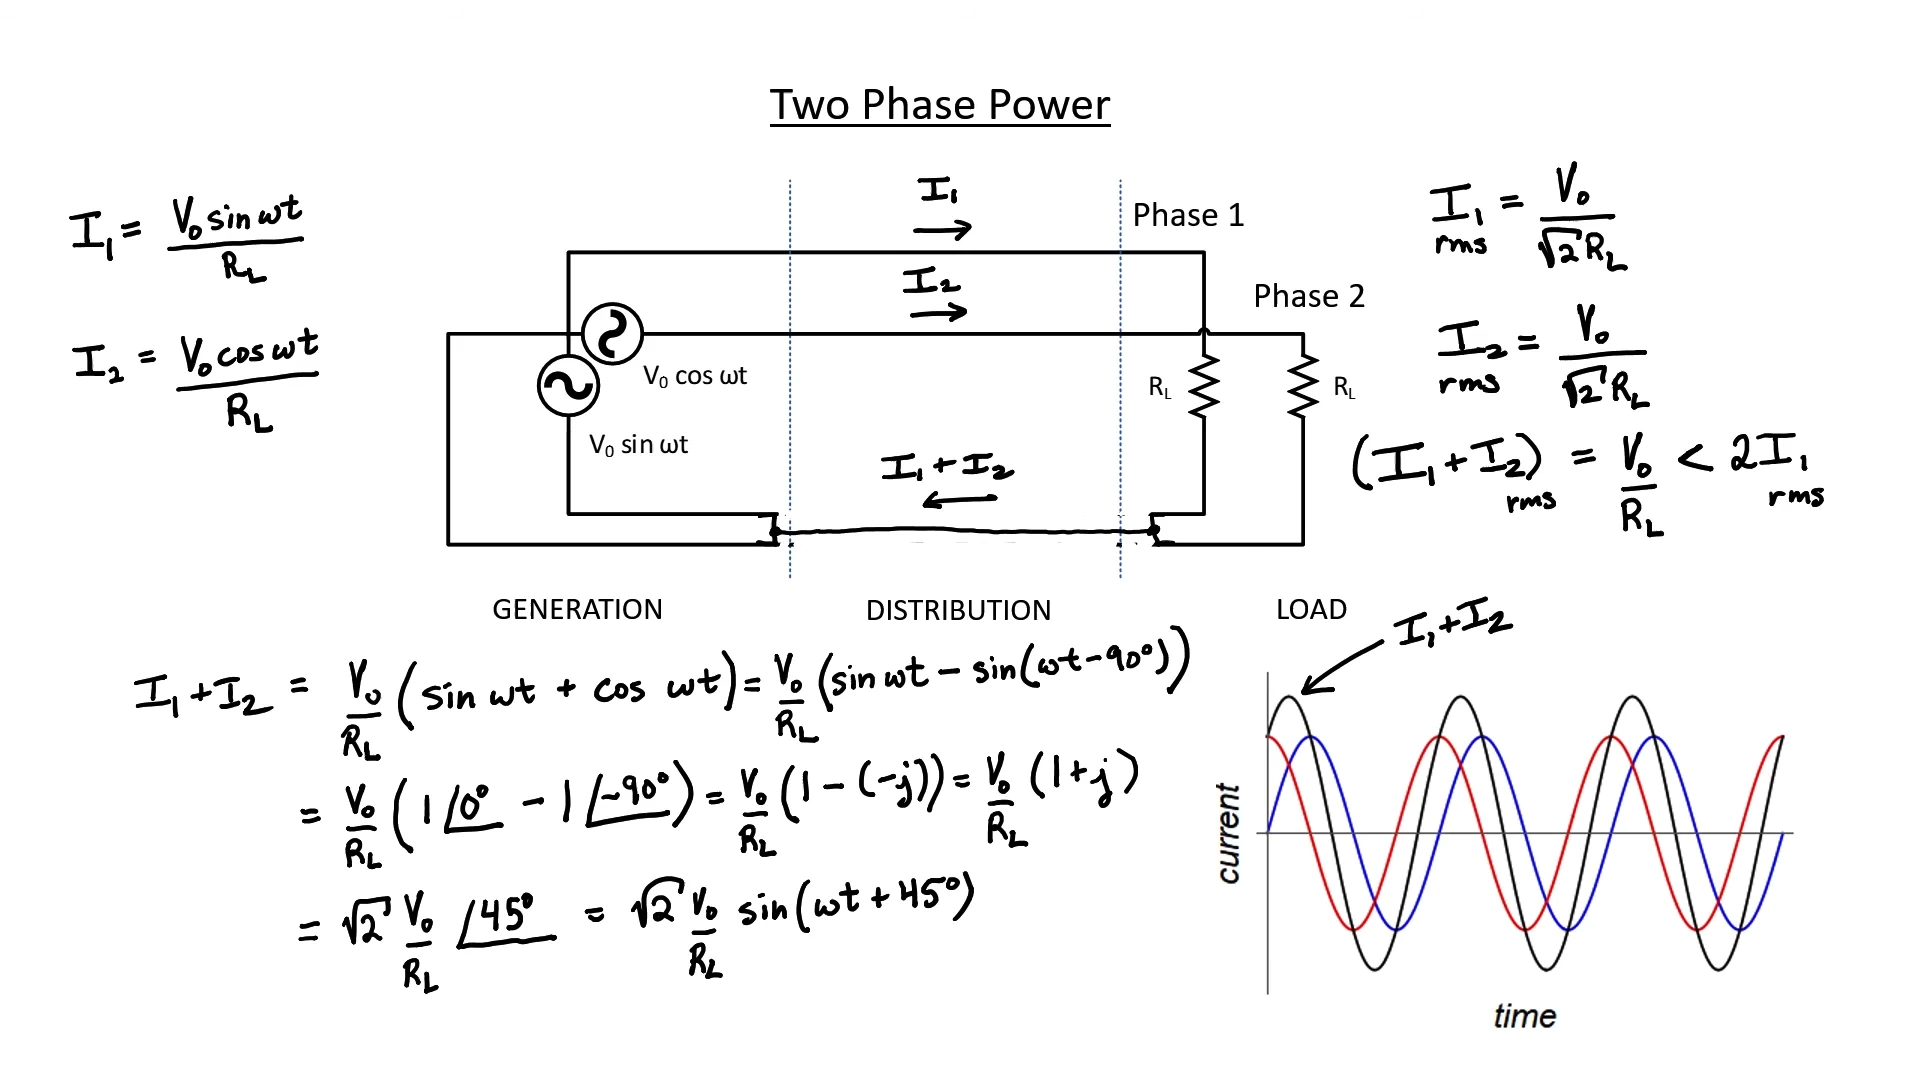 Two Phase Power
I₁ = V₀ sin ωt / R_L
I₂ = V₀ cos ωt / R_L
I₁
Phase 1
I₂
Phase 2
V₀ cos ωt
V₀ sin ωt
R_L
R_L
I₁ + I₂
I₁ rms = V₀ / √2 R_L
I₂ rms = V₀ / √2 R_L
(I₁ + I₂) rms = V₀ / R_L < 2I₁ rms
GENERATION
DISTRIBUTION
LOAD
I₁ + I₂ = V₀/R_L (sin ωt + cos ωt) = V₀/R_L (sin ωt − sin(ωt − 90°))
= V₀/R_L (1∠0° − 1∠−90°) = V₀/R_L (1 − (−j)) = V₀/R_L (1 + j)
= √2 V₀/R_L ∠45° = √2 V₀/R_L sin(ωt + 45°)
I₁ + I₂
current
time